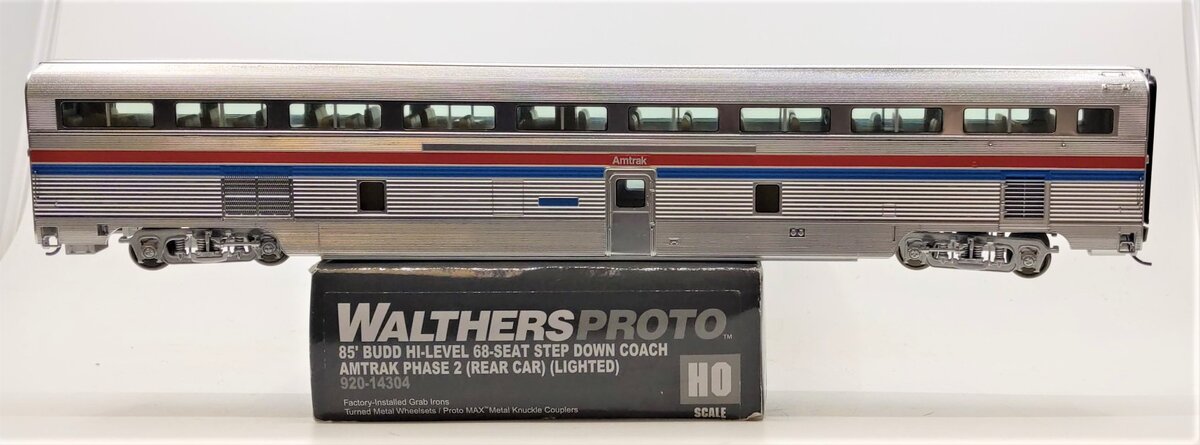 Amtrak
WALTHERSPROTO™
85' BUDD HI-LEVEL 68-SEAT STEP DOWN COACH
AMTRAK PHASE 2 (REAR CAR) (LIGHTED)
920-14304
HO
SCALE
Factory-Installed Grab Irons
Turned Metal Wheelsets / Proto MAX™ Metal Knuckle Couplers